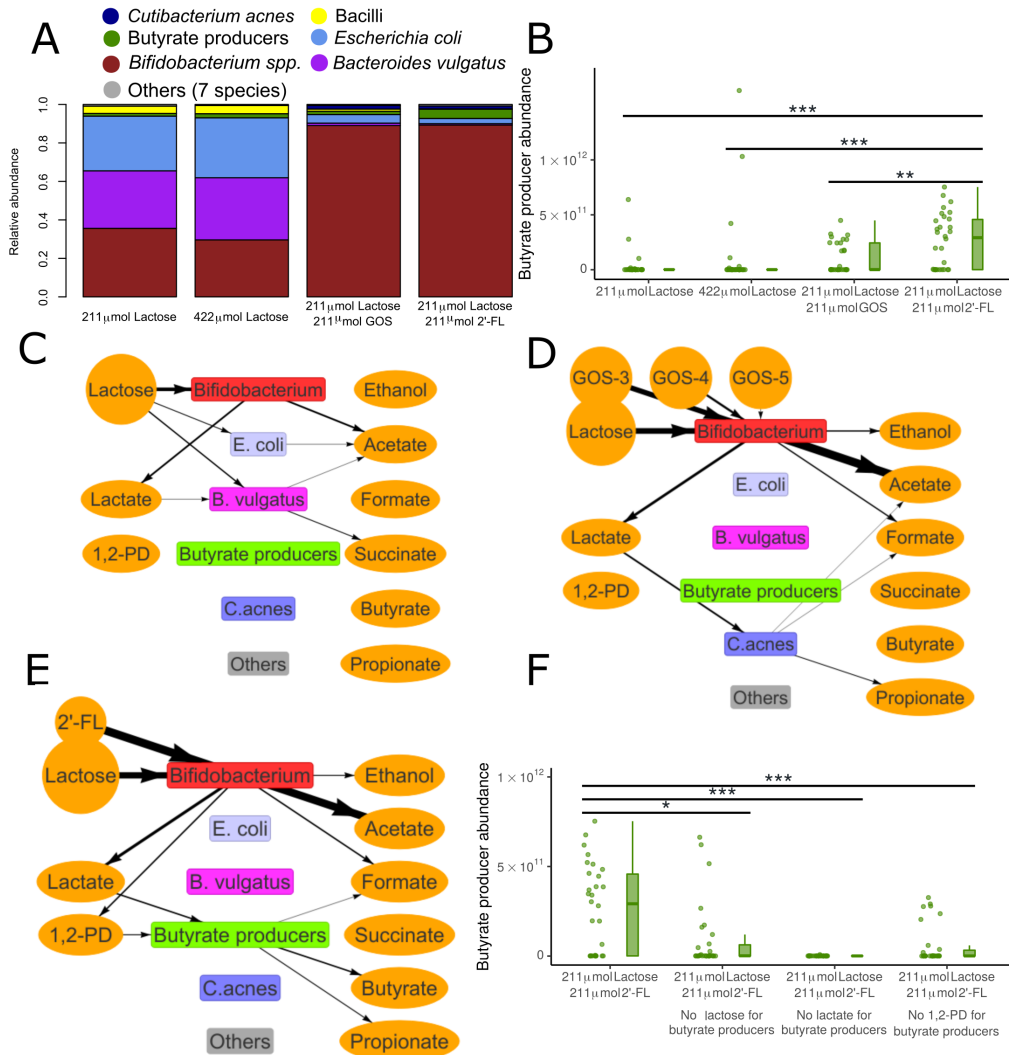 A
Cutibacterium acnes
Bacilli
Butyrate producers
Escherichia coli
Bifidobacterium spp.
Bacteroides vulgatus
Others (7 species)
Relative abundance
1.0
0.8
0.6
0.4
0.2
0.0
211μmol Lactose
422μmol Lactose
211μmol Lactose
211μmol GOS
211μmol Lactose
211μmol 2'-FL
B
Butyrate producer abundance
***
***
**
1 × 10¹²
5 × 10¹¹
0
211μmol Lactose
422μmol Lactose
211μmol Lactose
211μmol GOS
211μmol Lactose
211μmol 2'-FL
C
Lactose
Bifidobacterium
Ethanol
E. coli
Acetate
Lactate
B. vulgatus
Formate
1,2-PD
Butyrate producers
Succinate
C.acnes
Butyrate
Others
Propionate
D
GOS-3
GOS-4
GOS-5
Lactose
Bifidobacterium
Ethanol
E. coli
Acetate
Lactate
B. vulgatus
Formate
1,2-PD
Butyrate producers
Succinate
C.acnes
Butyrate
Others
Propionate
E
2'-FL
Lactose
Bifidobacterium
Ethanol
E. coli
Acetate
Lactate
B. vulgatus
Formate
1,2-PD
Butyrate producers
Succinate
C.acnes
Butyrate
Others
Propionate
F
Butyrate producer abundance
1 × 10¹²
5 × 10¹¹
0
***
***
*
211μmol Lactose
211μmol 2'-FL
211μmol Lactose
211μmol 2'-FL
No lactose for
butyrate producers
211μmol Lactose
211μmol 2'-FL
No lactate for
butyrate producers
211μmol Lactose
211μmol 2'-FL
No 1,2-PD for
butyrate producers